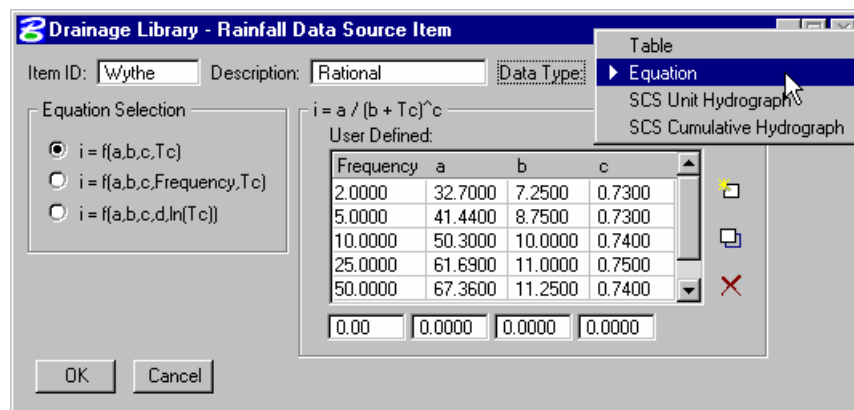 Drainage Library - Rainfall Data Source Item
Item ID: Wythe Description: Rational Data Type:
Table
Equation
SCS Unit Hydrograph
SCS Cumulative Hydrograph
Equation Selection
i = f(a,b,c,Tc)
i = f(a,b,c,Frequency,Tc)
i = f(a,b,c,d,ln(Tc))
i = a / (b + Tc)^c
User Defined:
Frequency a b c
2.0000 32.7000 7.2500 0.7300
5.0000 41.4400 8.7500 0.7300
10.0000 50.3000 10.0000 0.7400
25.0000 61.6900 11.0000 0.7500
50.0000 67.3600 11.2500 0.7400
0.00 0.0000 0.0000 0.0000
OK Cancel